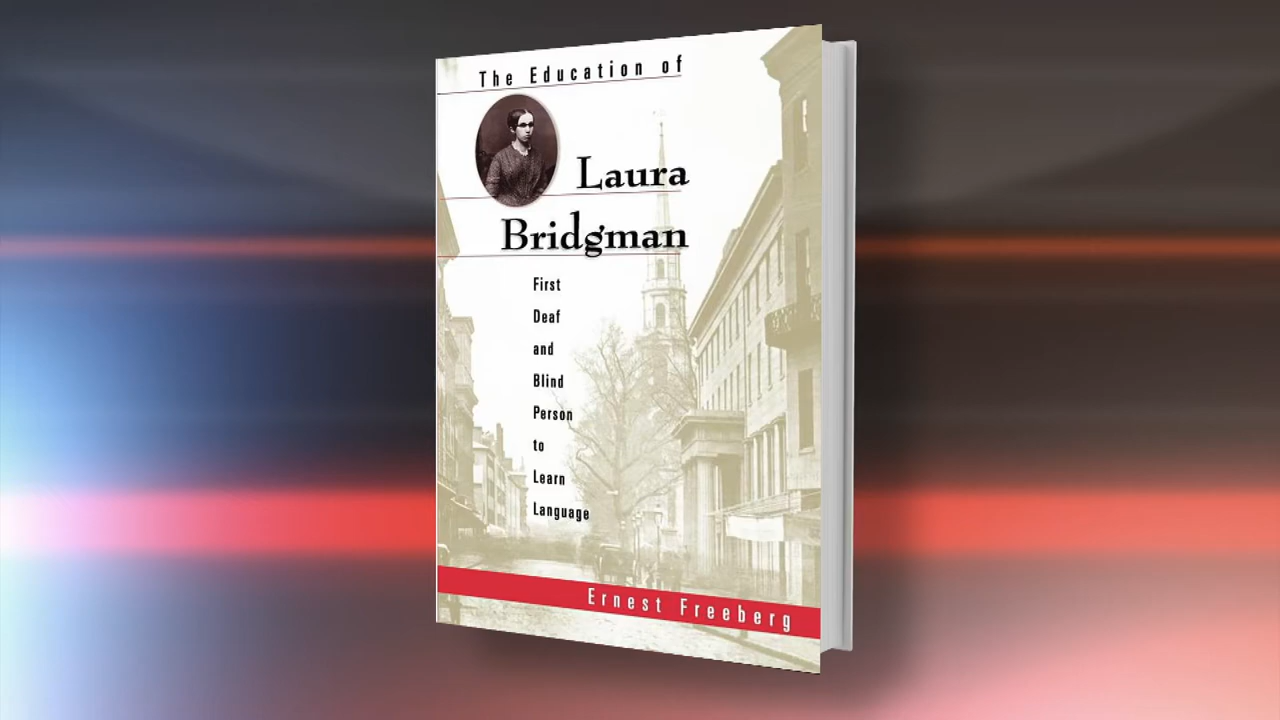 The Education of
Laura
Bridgman
First
Deaf
and
Blind
Person
to
Learn
Language
Ernest Freeberg